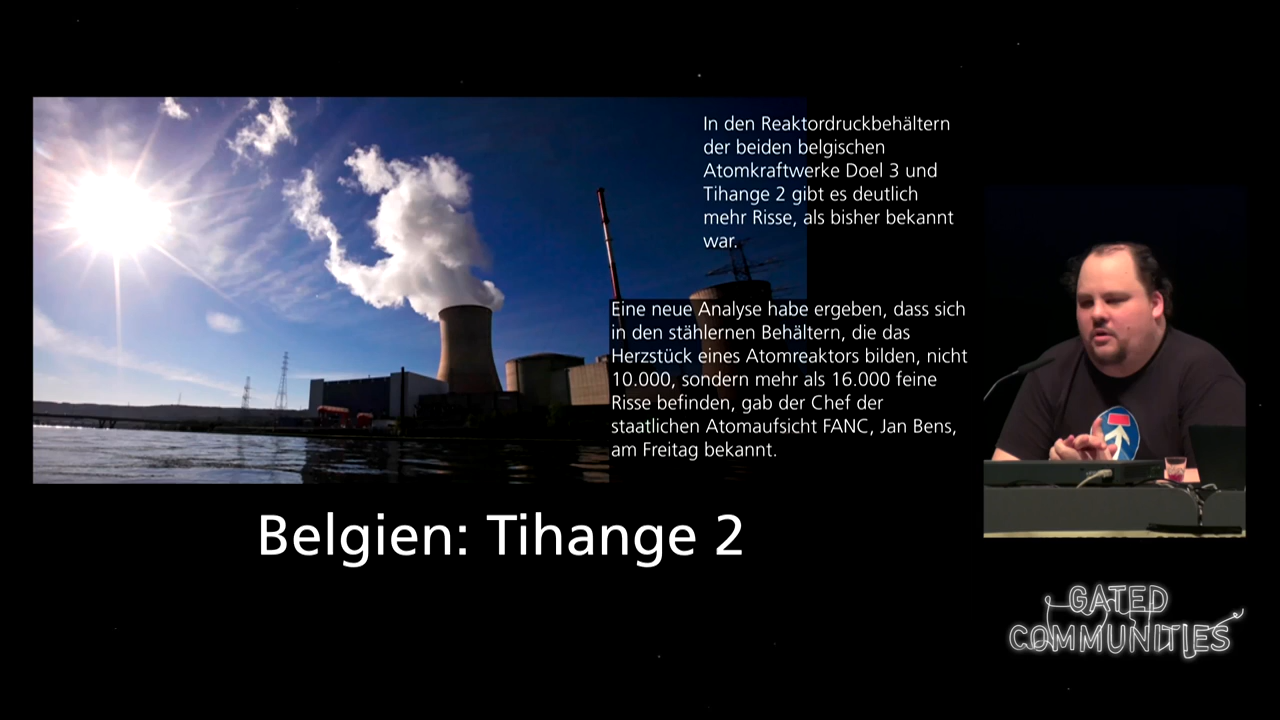 In den Reaktordruckbehältern
der beiden belgischen
Atomkraftwerke Doel 3 und
Tihange 2 gibt es deutlich
mehr Risse, als bisher bekannt
war.
Eine neue Analyse habe ergeben, dass sich
in den stählernen Behältern, die das
Herzstück eines Atomreaktors bilden, nicht
10.000, sondern mehr als 16.000 feine
Risse befinden, gab der Chef der
staatlichen Atomaufsicht FANC, Jan Bens,
am Freitag bekannt.
Belgien: Tihange 2
GATED
COMMUNITIES